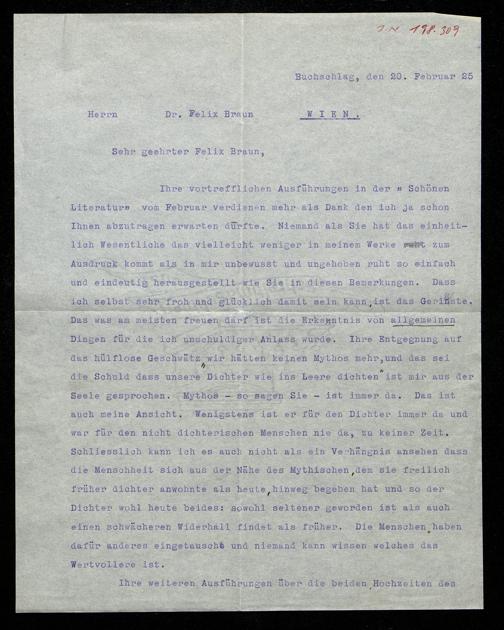 J.N. 198.309
Buchschlag, den 20. Februar 25
Herrn Dr. Felix Braun W I E N .
Sehr geehrter Felix Braun,
Ihre vortrefflichen Ausführungen in der " Schönen
Literatur" vom Februar verdienen mehr als Dank den ich ja schon
Ihnen abzutragen erwarten dürfte. Niemand als Sie hat das einheit-
lich Wesentliche das vielleicht weniger in meinem Werke zum
Ausdruck kommt als in mir unbewusst und ungehoben ruht so einfach
und eindeutig herausgestellt wie Sie in diesen Bemerkungen. Dass
ich selbst sehr froh und glücklich damit sein kann, ist das Geringste.
Das was am meisten freuen darf ist die Erkenntnis von allgemeinen
Dingen für die ich unschuldiger Anlass wurde. Ihre Entgegnung auf
das hülflose Geschwätz wir hätten keinen Mythos mehr, und das sei
die Schuld dass unsere "Dichter wie ins Leere dichten" ist mir aus der
Seele gesprochen. Mythos - so sagen Sie - ist immer da. Das ist
auch meine Ansicht. Wenigstens ist er für den Dichter immer da und
war für den nicht dichterischen Menschen nie da, zu keiner Zeit.
Schliesslich kann ich es auch nicht als ein Verhängnis ansehen dass
die Menschheit sich aus der Nähe des Mythischen, dem sie freilich
früher dichter anwohnte als heute, hinweg begeben hat und so der
Dichter wohl heute beides: sowohl seltener geworden ist als auch
einen schwächeren Widerhall findet als früher. Die Menschen haben
dafür anderes eingetauscht und niemand kann wissen welches das
Wertvollere ist.
Ihre weiteren Ausführungen über die beiden Hochzeiten des